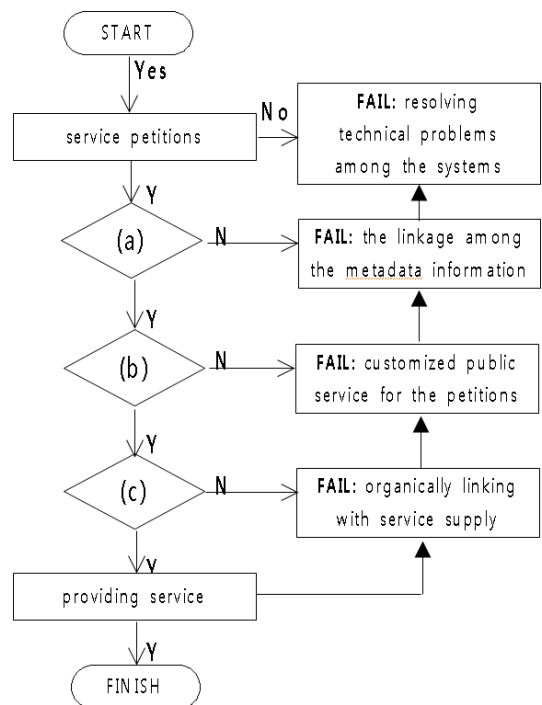 START
Yes
service petitions
No
FAIL: resolving
technical problems
among the systems
Y
(a)
N
FAIL: the linkage among
the metadata information
Y
(b)
N
FAIL: customized public
service for the petitions
Y
(c)
N
FAIL: organically linking
with service supply
Y
providing service
Y
FINISH